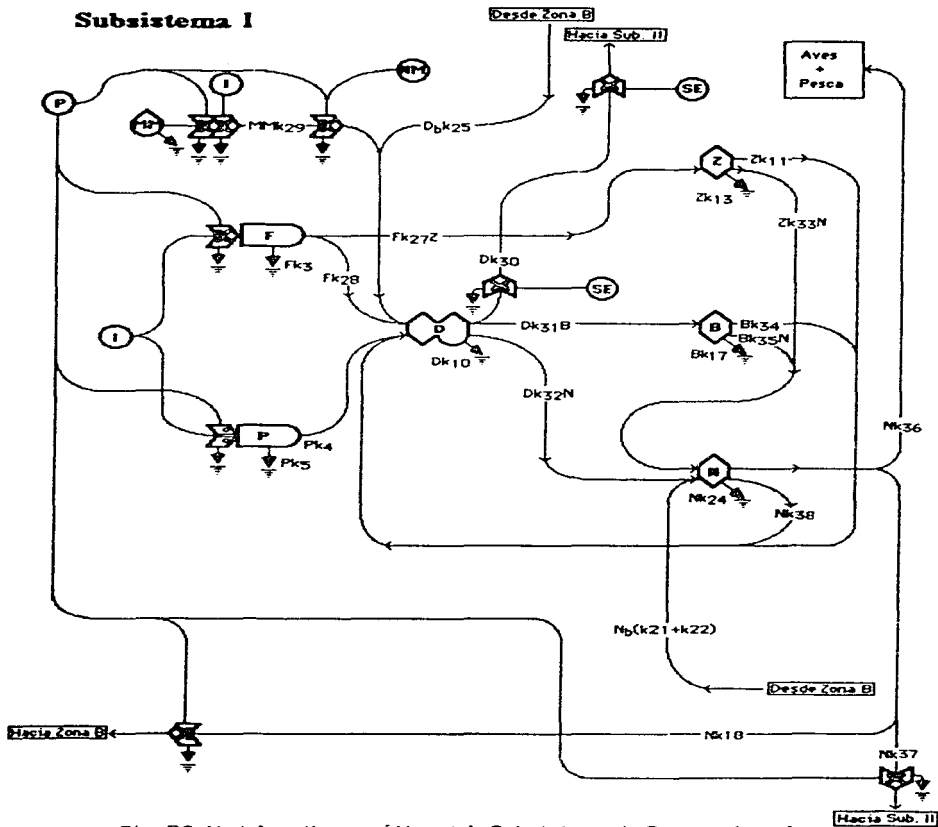 Subsistema I
Desde Zona B
Hacia Sub. II
Aves
+
Pesca
P
I
NM
SE
MMk29
Dbk25
Z
Zk11
Zk13
Zk33N
F
Fk3
Fk27Z
Fk28
Dk30
SE
I
D
Dk10
Dk31B
B
Bk34
Bk35N
Bk17
Dk32N
P
Pk4
Pk5
Nk36
N
Nk24
Nk38
Nb(k21+k22)
Desde Zona B
Hacia Zona B
Nk18
Nk37
Hacia Sub. II